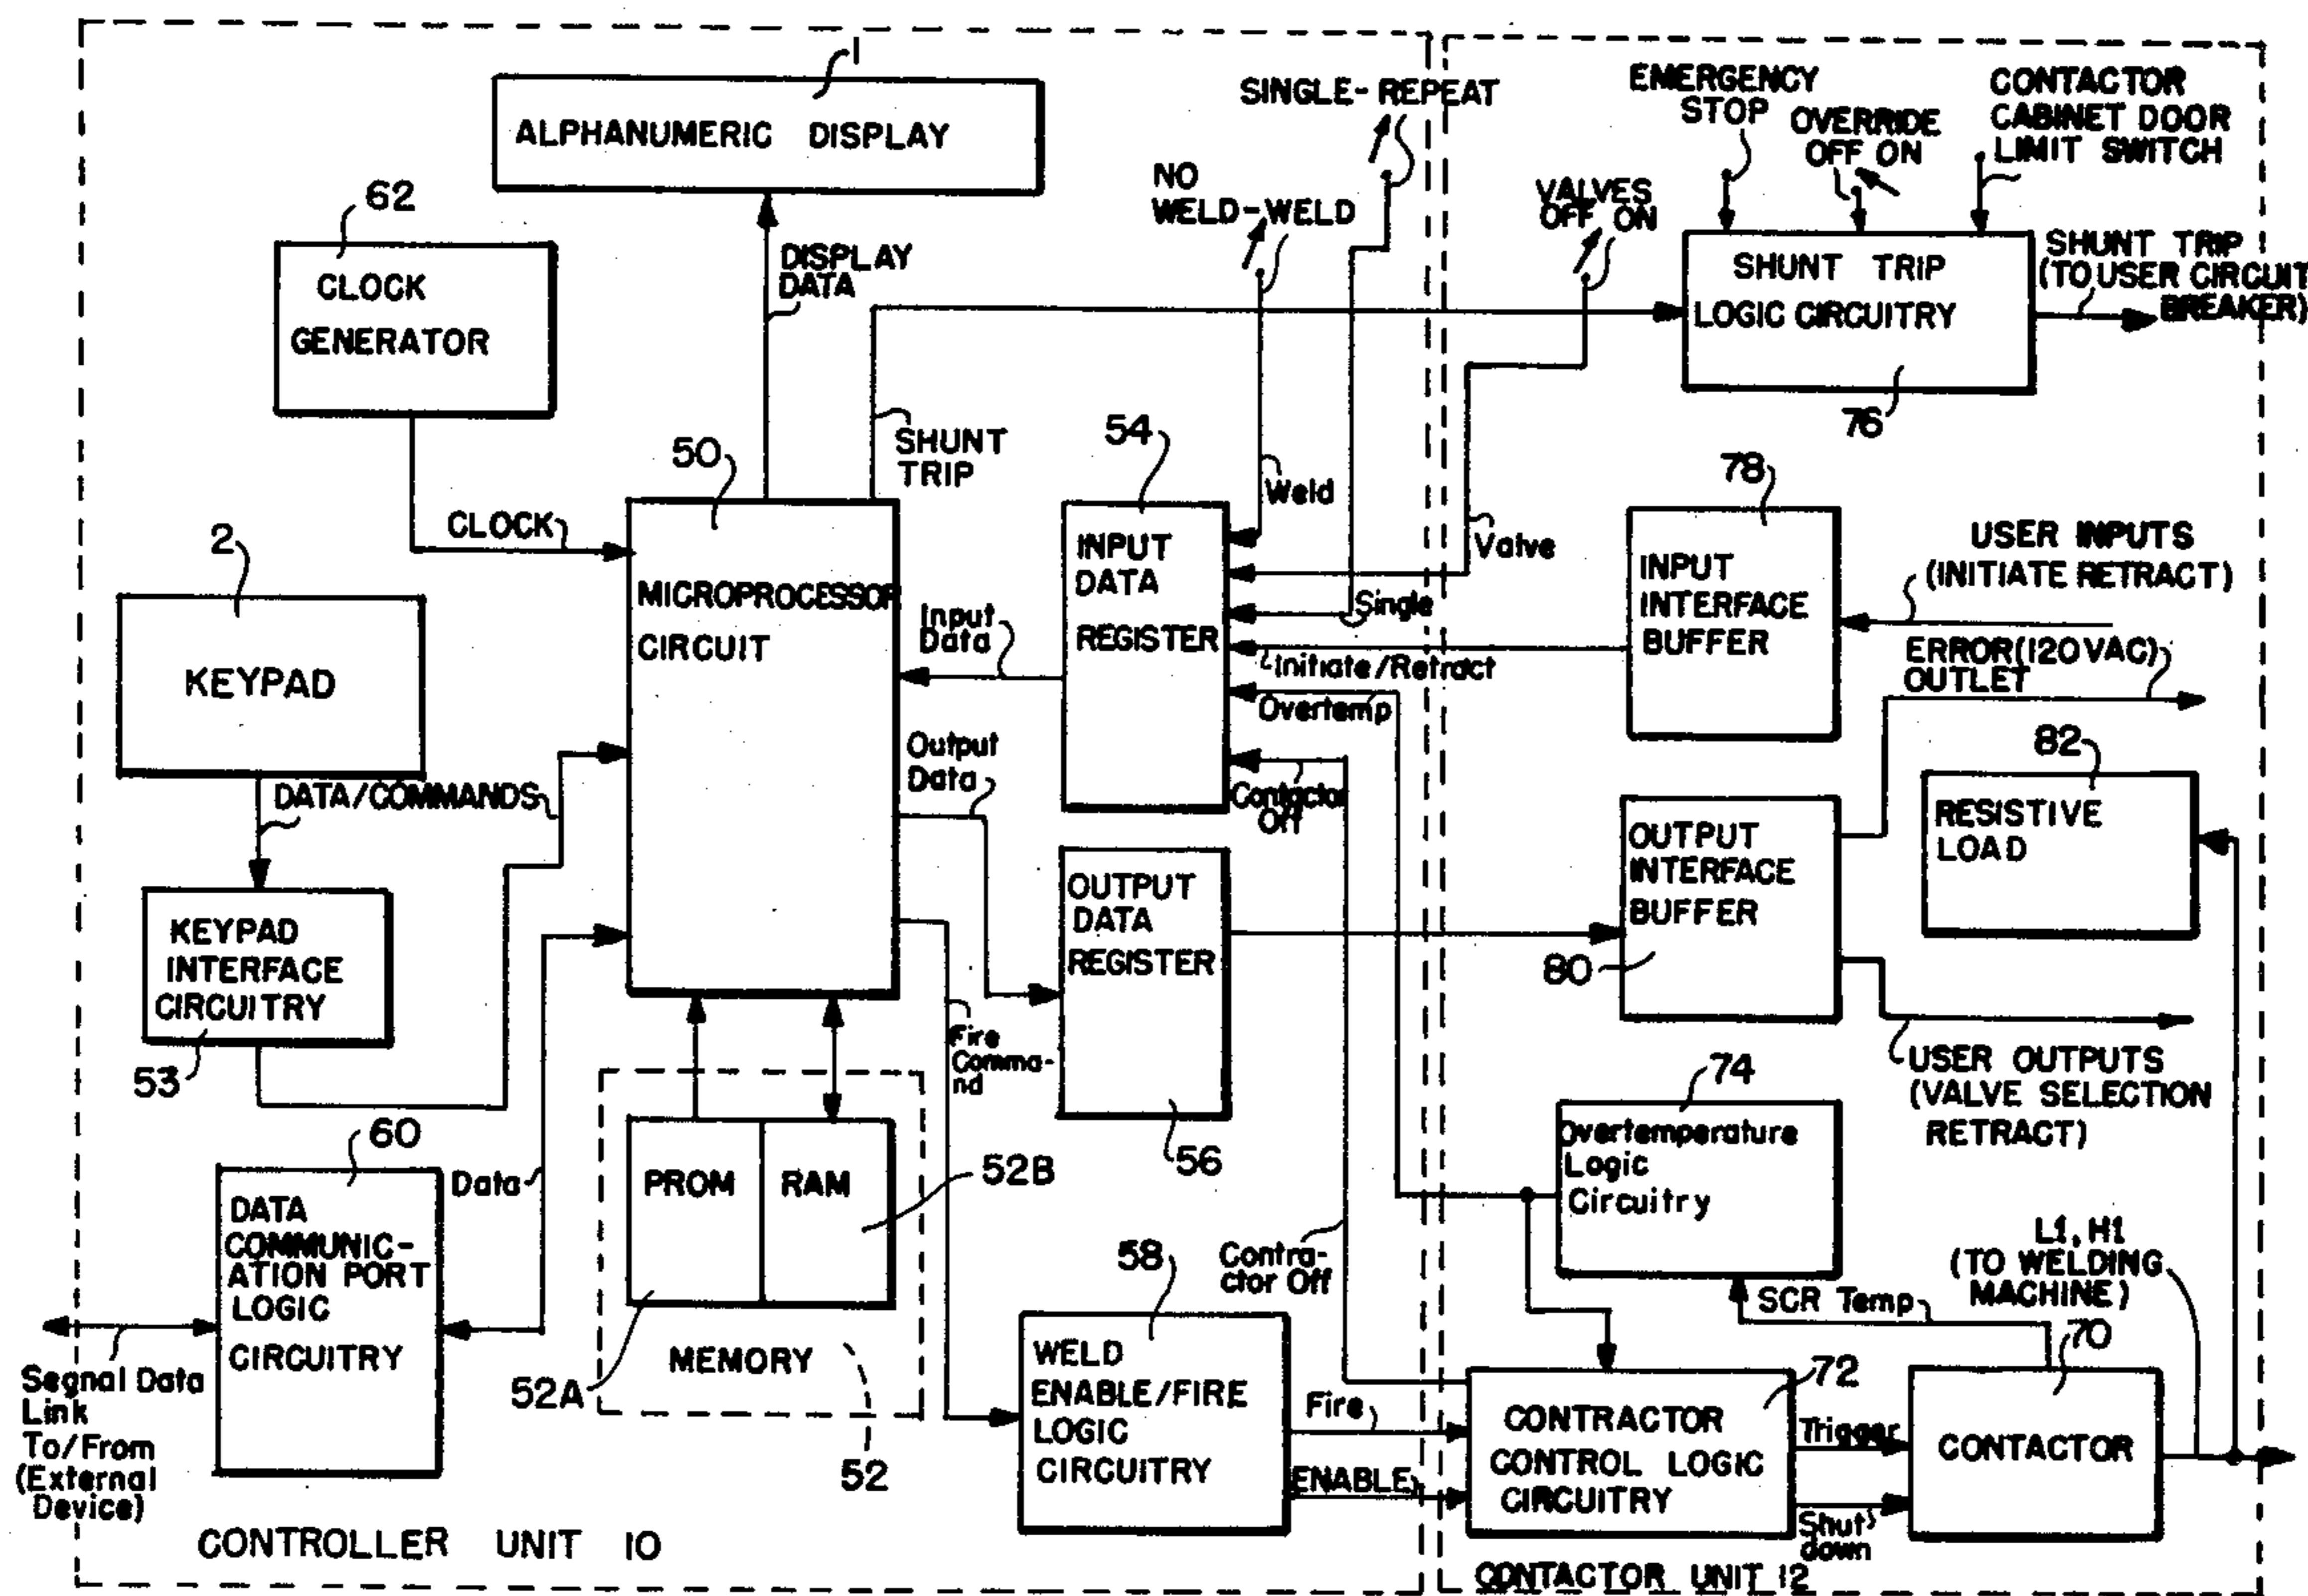 1
ALPHANUMERIC DISPLAY
SINGLE-REPEAT
NO
WELD-WELD
EMERGENCY
STOP
OVERRIDE
OFF ON
CONTACTOR
CABINET DOOR
LIMIT SWITCH
VALVES
OFF ON
62
CLOCK
GENERATOR
DISPLAY
DATA
SHUNT TRIP
LOGIC CIRCUITRY
76
SHUNT TRIP
(TO USER CIRCUIT
BREAKER)
SHUNT
TRIP
50
MICROPROCESSOR
CIRCUIT
CLOCK
2
KEYPAD
DATA/COMMANDS
KEYPAD
INTERFACE
CIRCUITRY
53
54
INPUT
DATA
REGISTER
Weld
Valve
Single
Initiate/Retract
Overtemp
Contactor
Off
Input
Data
Output
Data
78
INPUT
INTERFACE
BUFFER
USER INPUTS
(INITIATE RETRACT)
ERROR(120VAC)
OUTLET
82
RESISTIVE
LOAD
OUTPUT
INTERFACE
BUFFER
80
USER OUTPUTS
(VALVE SELECTION
RETRACT)
OUTPUT
DATA
REGISTER
56
Fire
Comma-
nd
60
DATA
COMMUNIC-
ATION PORT
LOGIC
CIRCUITRY
Data
Segnal Data
Link
To/From
(External
Device)
PROM
RAM
52B
52A
MEMORY
52
74
Overtemperature
Logic
Circuitry
Contra-
ctor Off
58
WELD
ENABLE/FIRE
LOGIC
CIRCUITRY
Fire
ENABLE
72
CONTRACTOR
CONTROL LOGIC
CIRCUITRY
Trigger
Shut
down
SCR Temp
L1, H1
(TO WELDING
MACHINE)
70
CONTACTOR
CONTROLLER UNIT 10
CONTACTOR UNIT 12